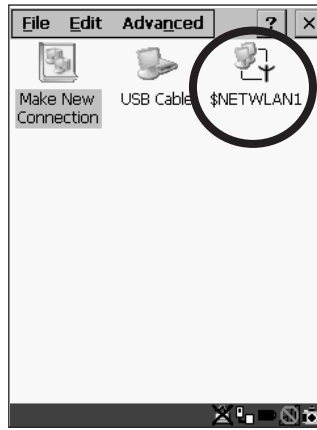 File Edit Advanced ? ×
Make New Connection
USB Cable
$NETWLAN1